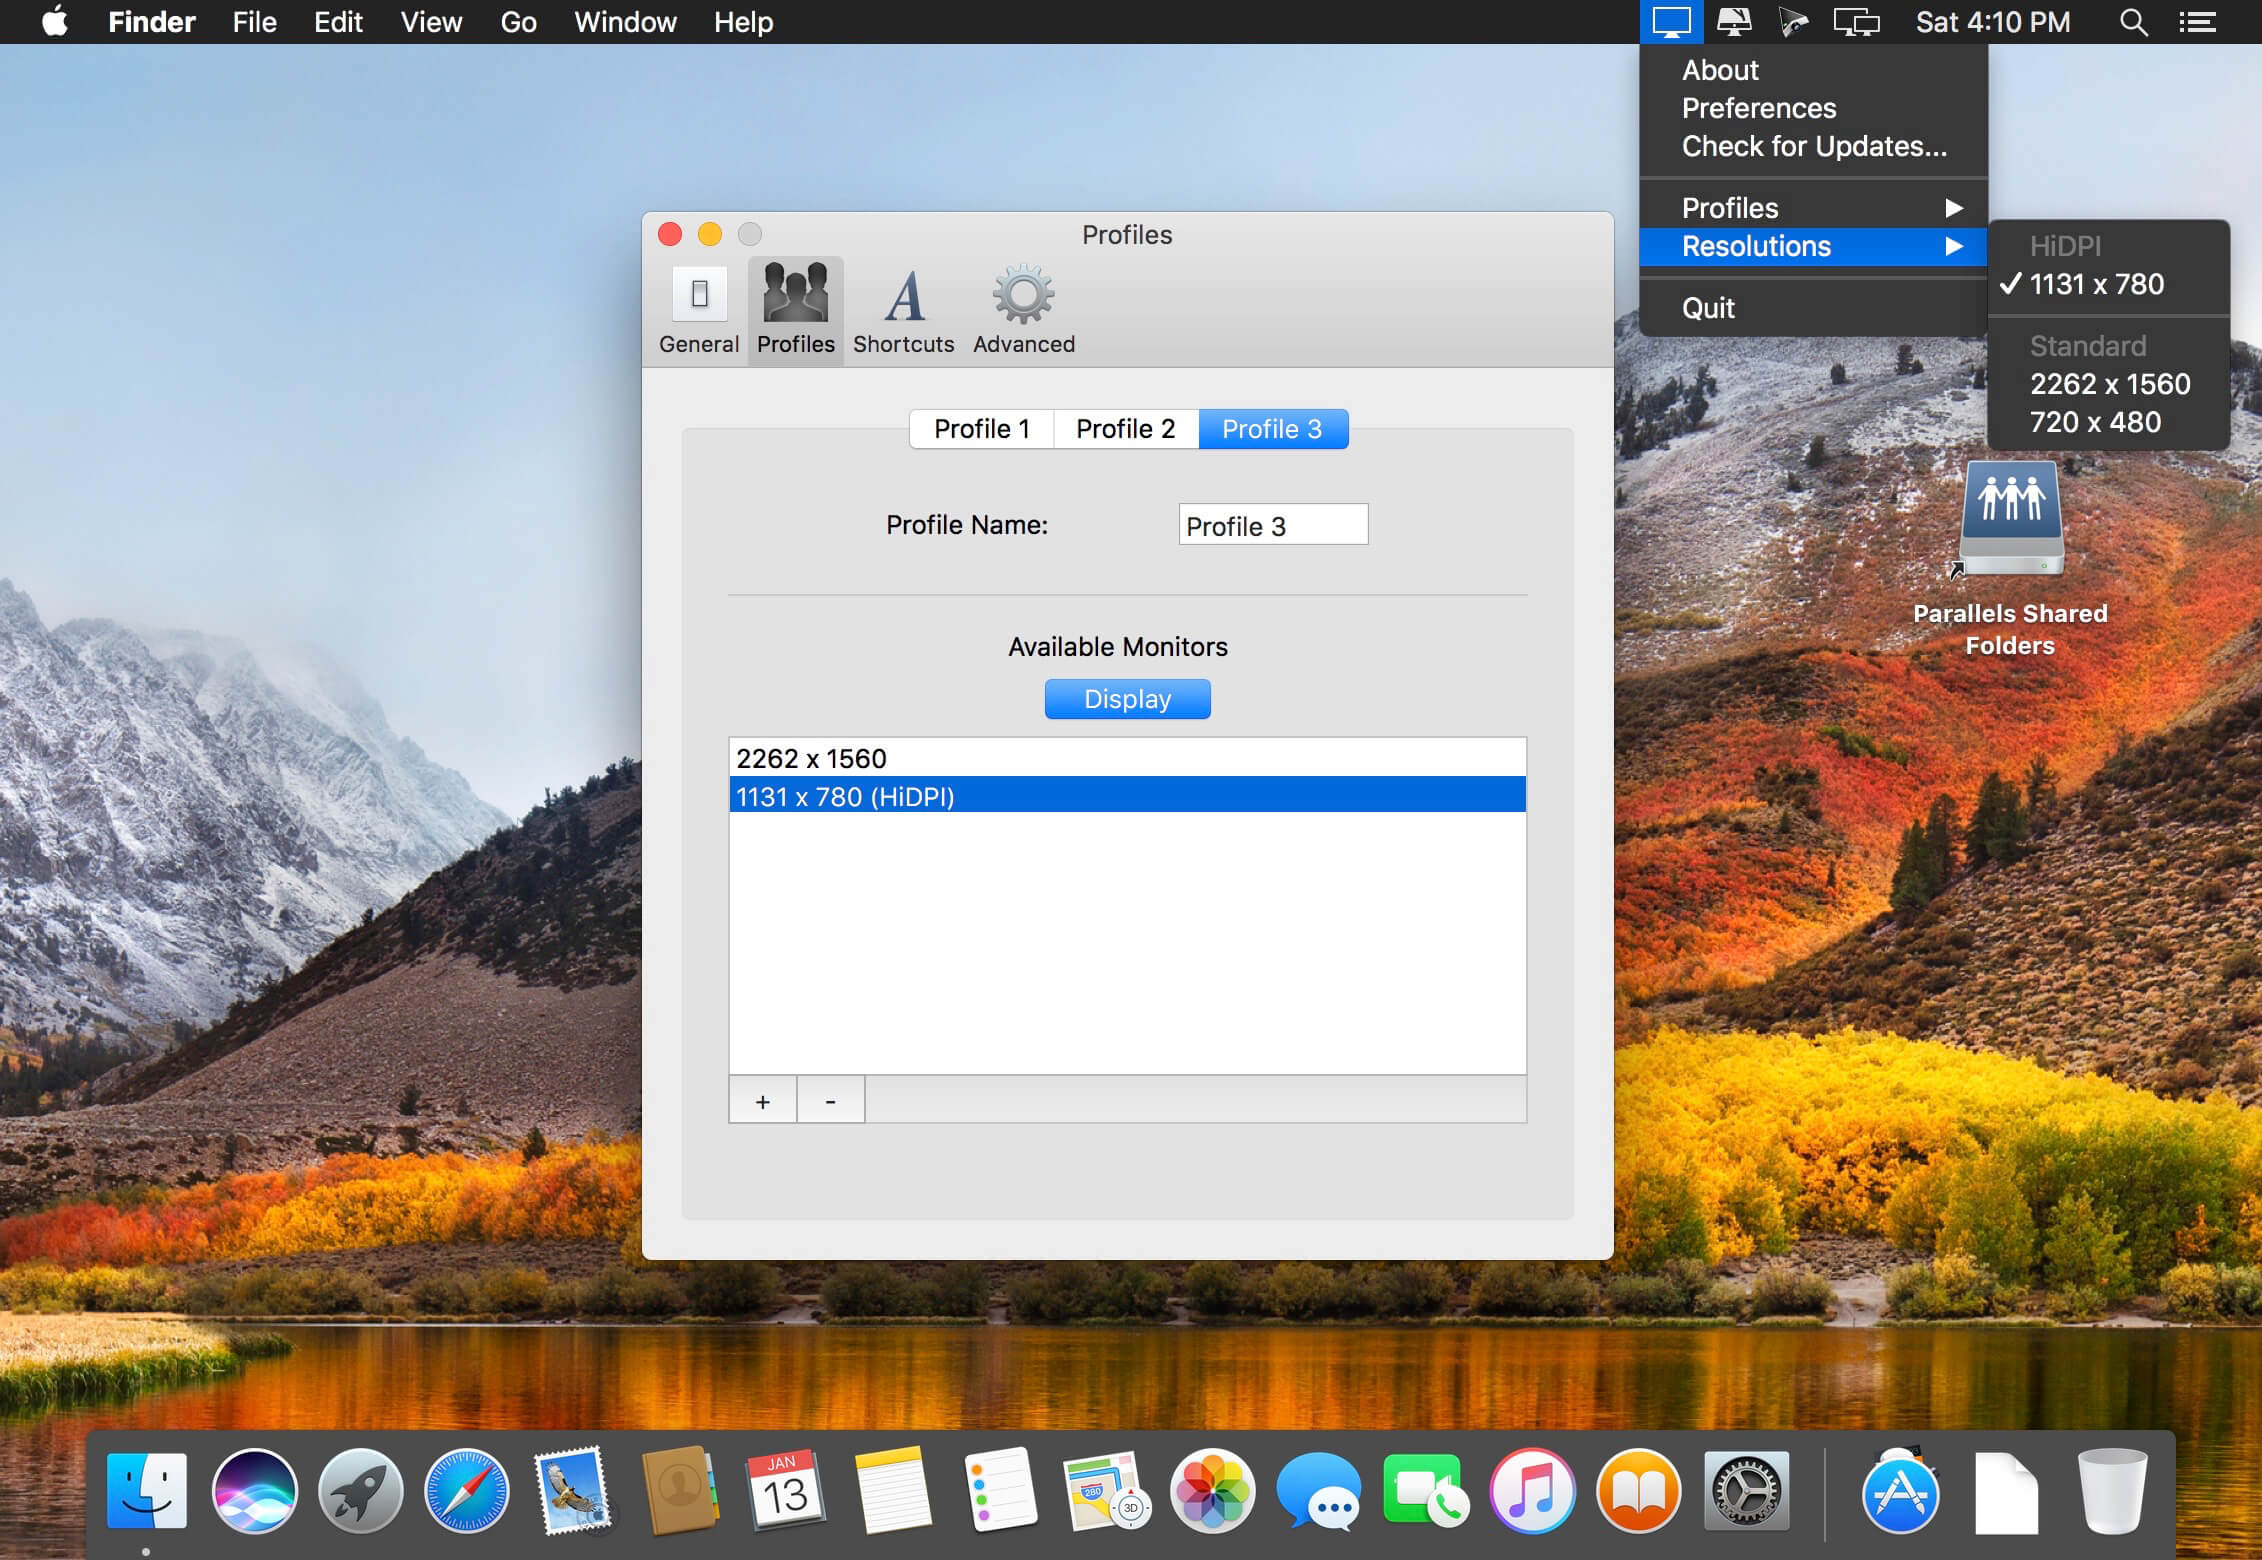 Finder File Edit View Go Window Help Sat 4:10 PM
About
Preferences
Check for Updates...
Profiles
Resolutions
Quit
HiDPI
1131 x 780
Standard
2262 x 1560
720 x 480
Profiles
General Profiles Shortcuts Advanced
Profile 1 Profile 2 Profile 3
Profile Name: Profile 3
Available Monitors
Display
2262 x 1560
1131 x 780 (HiDPI)
+ -
Parallels Shared
Folders
JAN
13
280
3D